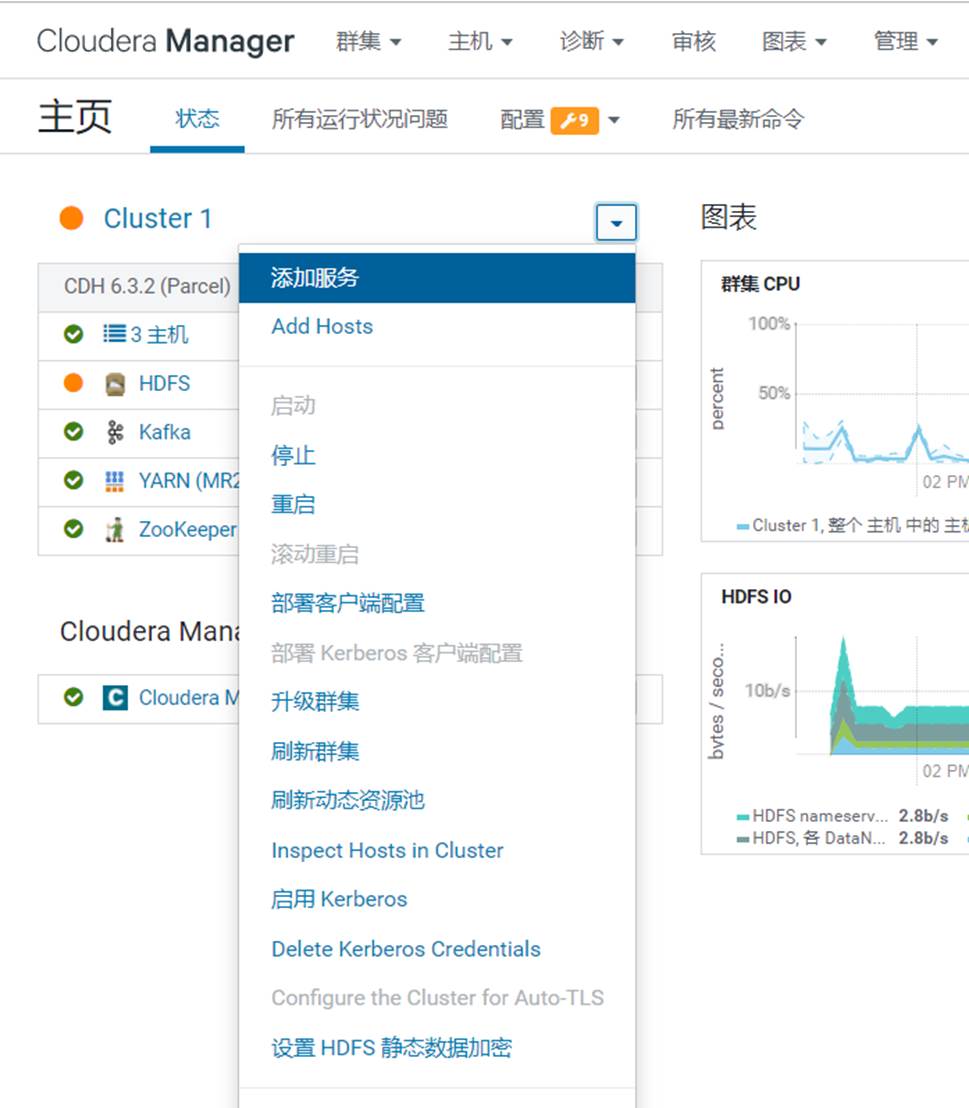 Cloudera Manager 群集 主机 诊断 审核 图表 管理
主页 状态 所有运行状况问题 配置 9 所有最新命令
Cluster 1
CDH 6.3.2 (Parcel)
3 主机
HDFS
Kafka
YARN (MR2
ZooKeeper
Cloudera Mana
Cloudera M
添加服务
Add Hosts
启动
停止
重启
滚动重启
部署客户端配置
部署 Kerberos 客户端配置
升级群集
刷新群集
刷新动态资源池
Inspect Hosts in Cluster
启用 Kerberos
Delete Kerberos Credentials
Configure the Cluster for Auto-TLS
设置 HDFS 静态数据加密
图表
群集 CPU
percent
100%
50%
02 PM
Cluster 1, 整个 主机 中的 主机
HDFS IO
bytes / seco...
10b/s
02 PM
HDFS nameserv... 2.8b/s
HDFS, 各 DataN... 2.8b/s